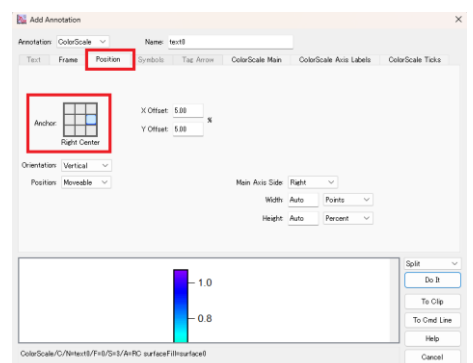 Add Annotation
Annotation: ColorScale Name: text8
Text Frame Position Symbols Tag Arrow ColorScale Main ColorScale Axis Labels ColorScale Ticks
Anchor:
Right Center
X Offset: 5.00
%
Y Offset: 5.00
Orientation: Vertical
Position: Moveable
Main Axis Side: Right
Width: Auto Points
Height: Auto Percent
Split
1.0
0.8
Do It
To Clip
To Cmd Line
Help
Cancel
ColorScale/C/N=text8/F=0/S=3/A=RC surfaceFill=surface0